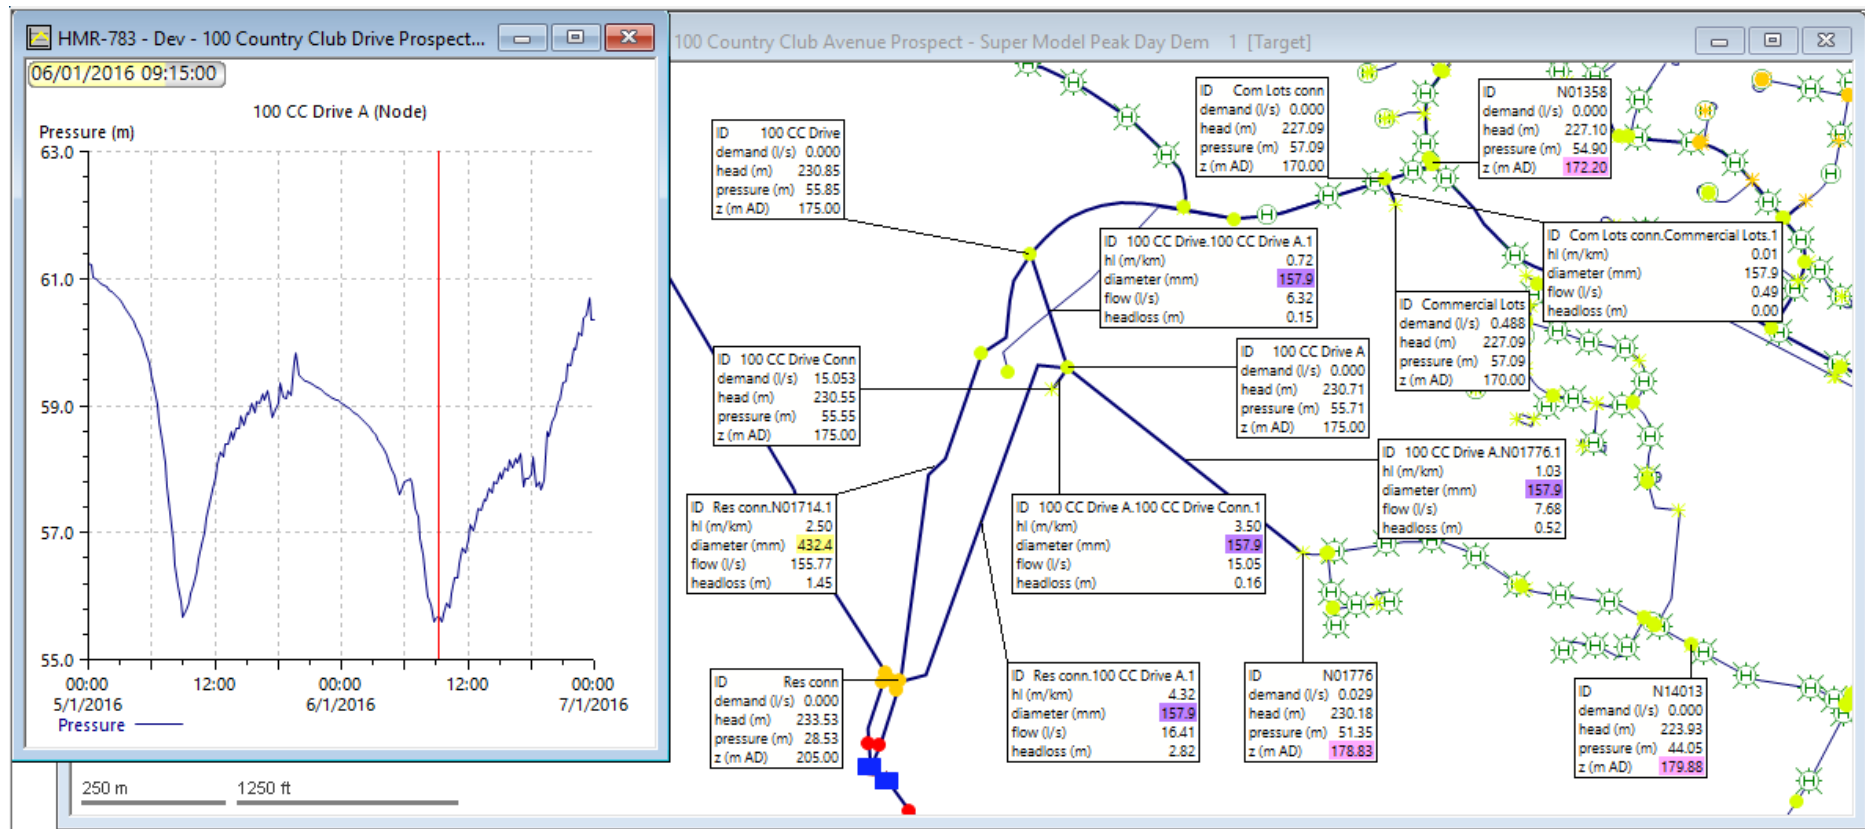 HMR-783 - Dev - 100 Country Club Drive Prospect...
06/01/2016 09:15:00
100 CC Drive A (Node)
Pressure (m)
63.0
61.0
59.0
57.0
55.0
00:00
12:00
00:00
12:00
00:00
5/1/2016
6/1/2016
7/1/2016
Pressure
100 Country Club Avenue Prospect - Super Model Peak Day Dem 1 [Target]
ID Com Lots conn
demand (l/s) 0.000
head (m) 227.09
pressure (m) 57.09
z (m AD) 170.00
ID N01358
demand (l/s) 0.000
head (m) 227.10
pressure (m) 54.90
z (m AD) 172.20
ID 100 CC Drive
demand (l/s) 0.000
head (m) 230.85
pressure (m) 55.85
z (m AD) 175.00
ID 100 CC Drive.100 CC Drive A.1
hl (m/km) 0.72
diameter (mm) 157.9
flow (l/s) 6.32
headloss (m) 0.15
ID Com Lots conn.Commercial Lots.1
hl (m/km) 0.01
diameter (mm) 157.9
flow (l/s) 0.49
headloss (m) 0.00
ID Commercial Lots
demand (l/s) 0.488
head (m) 227.09
pressure (m) 57.09
z (m AD) 170.00
ID 100 CC Drive Conn
demand (l/s) 15.053
head (m) 230.55
pressure (m) 55.55
z (m AD) 175.00
ID 100 CC Drive A
demand (l/s) 0.000
head (m) 230.71
pressure (m) 55.71
z (m AD) 175.00
ID 100 CC Drive A.N01776.1
hl (m/km) 1.03
diameter (mm) 157.9
flow (l/s) 7.68
headloss (m) 0.52
ID Res conn.N01714.1
hl (m/km) 2.50
diameter (mm) 432.4
flow (l/s) 155.77
headloss (m) 1.45
ID 100 CC Drive A.100 CC Drive Conn.1
hl (m/km) 3.50
diameter (mm) 157.9
flow (l/s) 15.05
headloss (m) 0.16
ID Res conn
demand (l/s) 0.000
head (m) 233.53
pressure (m) 28.53
z (m AD) 205.00
ID Res conn.100 CC Drive A.1
hl (m/km) 4.32
diameter (mm) 157.9
flow (l/s) 16.41
headloss (m) 2.82
ID N01776
demand (l/s) 0.029
head (m) 230.18
pressure (m) 51.35
z (m AD) 178.83
ID N14013
demand (l/s) 0.000
head (m) 223.93
pressure (m) 44.05
z (m AD) 179.88
250 m
1250 ft